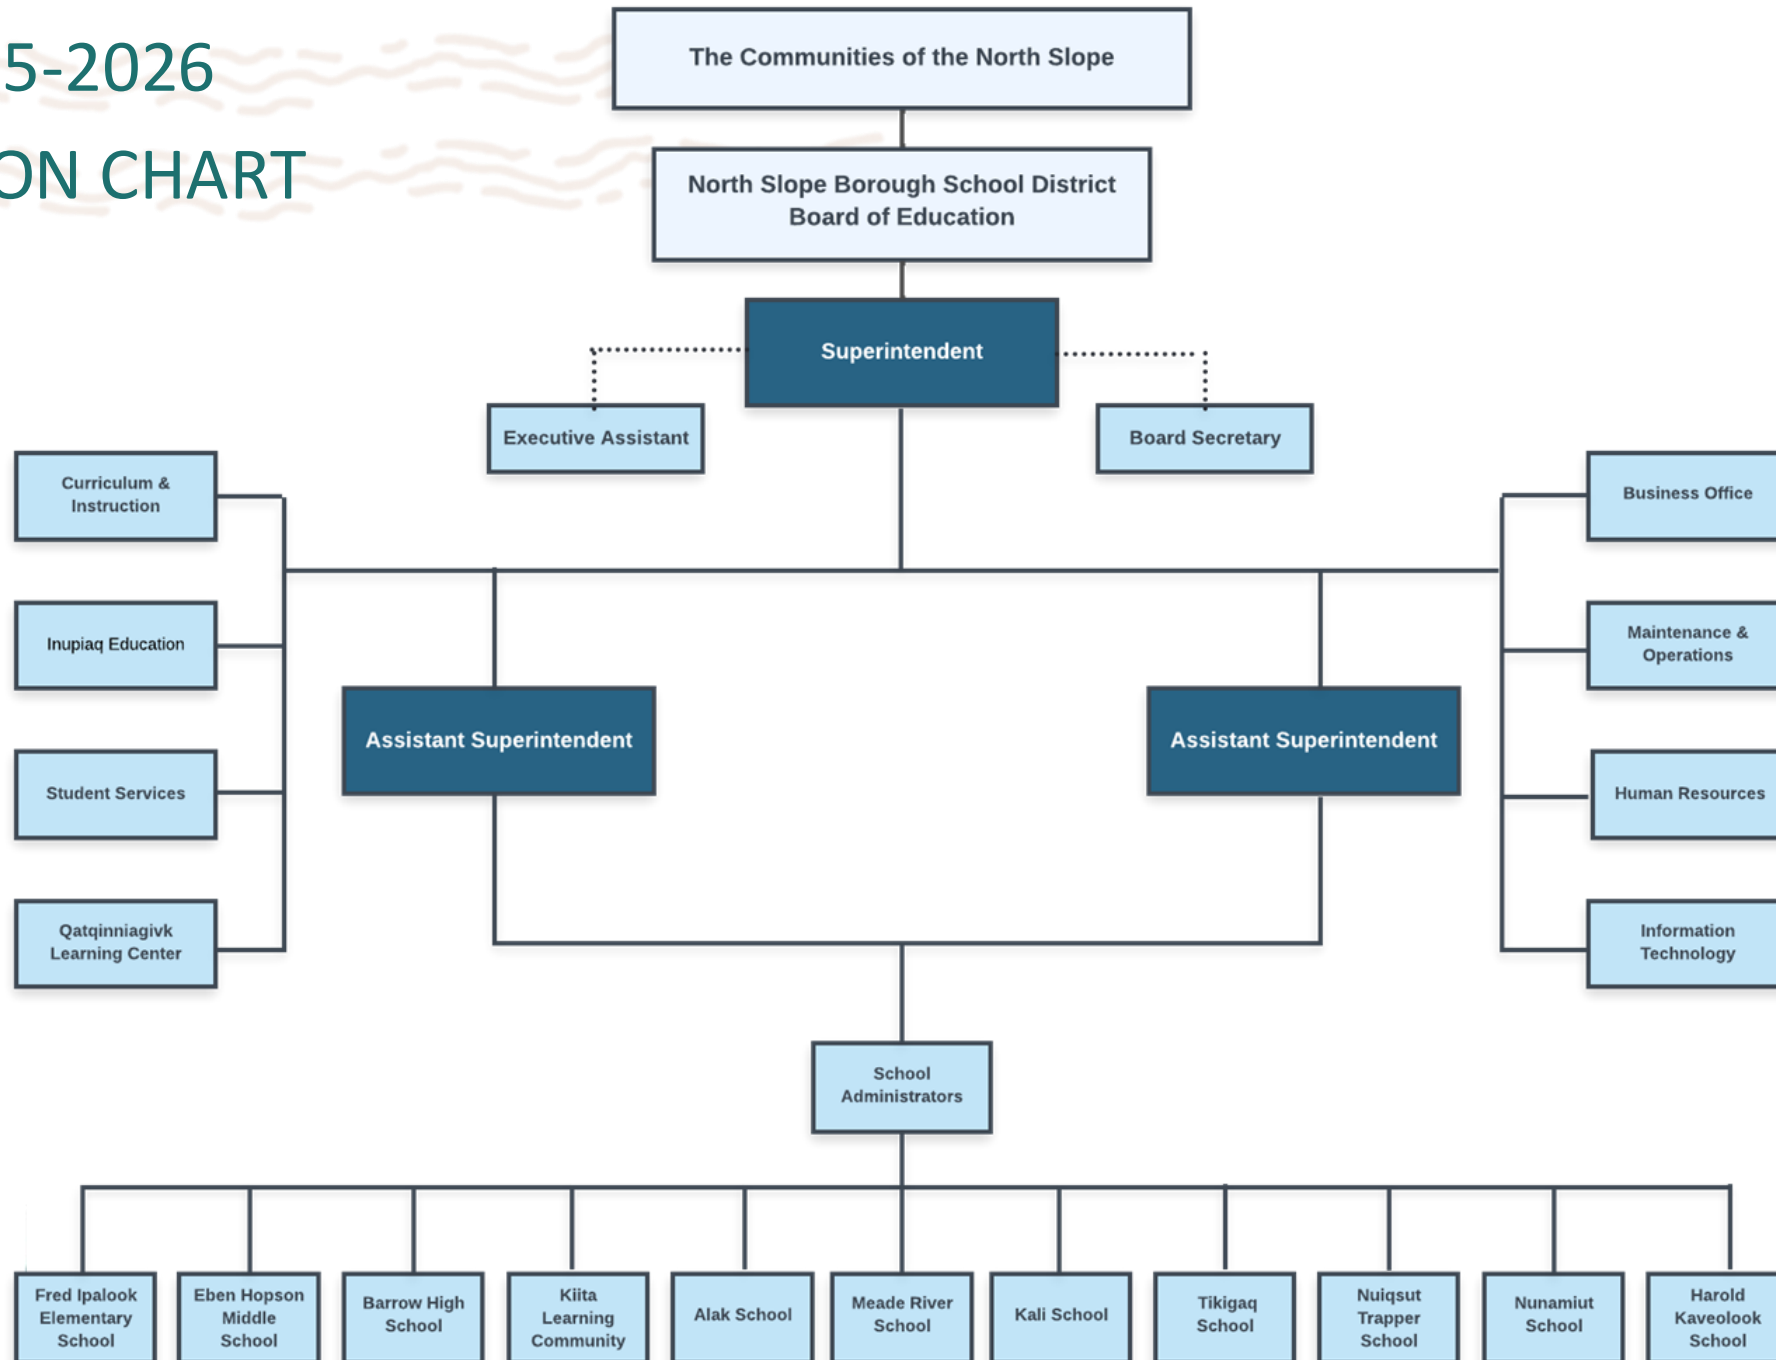 5-2026
ON CHART
The Communities of the North Slope
North Slope Borough School District
Board of Education
Superintendent
Executive Assistant
Board Secretary
Curriculum &
Instruction
Business Office
Inupiaq Education
Maintenance &
Operations
Assistant Superintendent
Assistant Superintendent
Student Services
Human Resources
Qatqinniagivk
Learning Center
Information
Technology
School
Administrators
Fred Ipalook
Elementary
School
Eben Hopson
Middle
School
Barrow High
School
Kiita
Learning
Community
Alak School
Meade River
School
Kali School
Tikigaq
School
Nuiqsut
Trapper
School
Nunamiut
School
Harold
Kaveolook
School